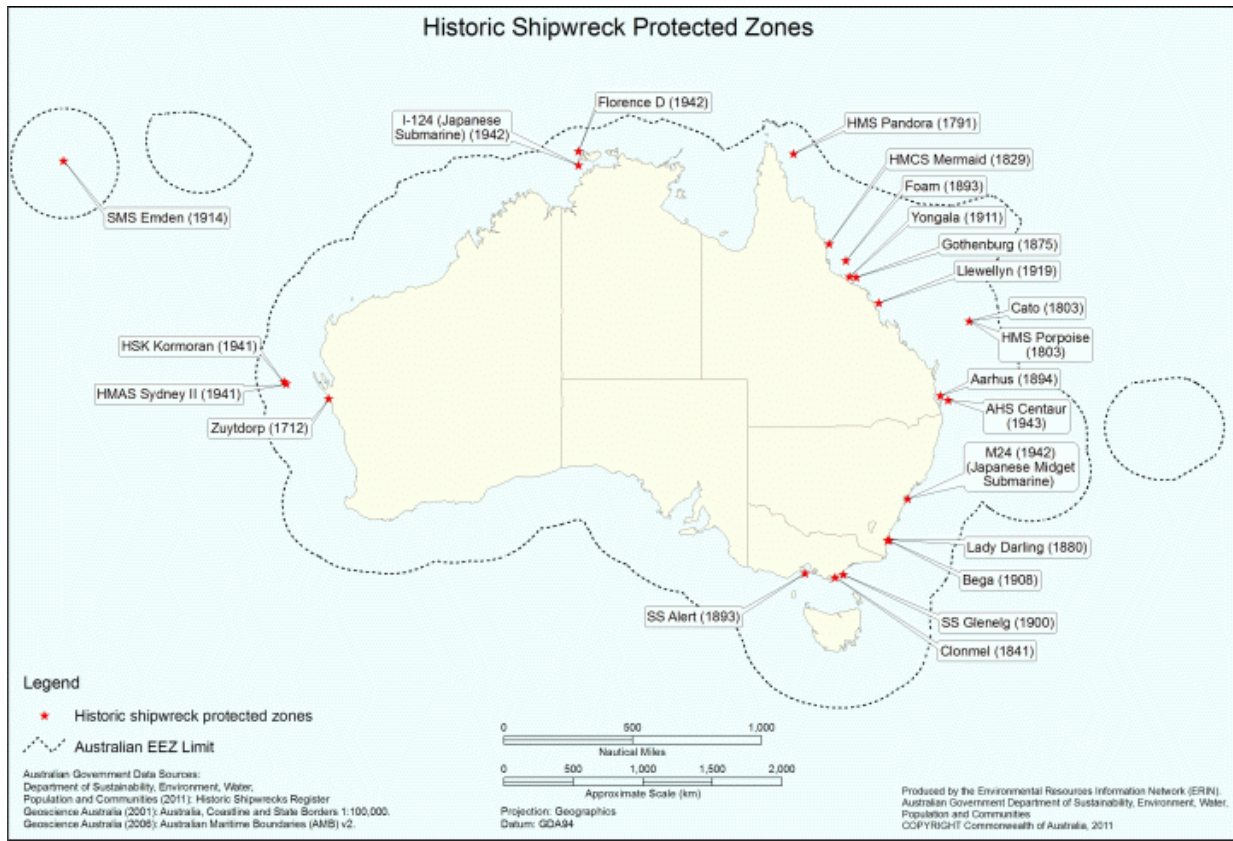 Historic Shipwreck Protected Zones
Florence D (1942)
I-124 (Japanese
Submarine) (1942)
HMS Pandora (1791)
HMCS Mermaid (1829)
Foam (1893)
SMS Emden (1914)
Yongala (1911)
Gothenburg (1875)
Llewellyn (1919)
Cato (1803)
HMS Porpoise
(1803)
HSK Kormoran (1941)
Aarhus (1894)
HMAS Sydney II (1941)
AHS Centaur
(1943)
Zuytdorp (1712)
M24 (1942)
(Japanese Midget
Submarine)
Lady Darling (1880)
Bega (1908)
SS Alert (1893)
SS Glenelg (1900)
Clonmel (1841)
Legend
Historic shipwreck protected zones
Australian EEZ Limit
Australian Government Data Sources:
Department of Sustainability, Environment, Water,
Population and Communities (2011): Historic Shipwrecks Register
Geoscience Australia (2001): Australia, Coastline and State Borders 1:100,000.
Geoscience Australia (2006): Australian Maritime Boundaries (AMB) v2.
0 500 1,000
Nautical Miles
0 500 1,000 1,500 2,000
Approximate Scale (km)
Projection: Geographics
Datum: GDA94
Produced by the Environmental Resources Information Network (ERIN).
Australian Government Department of Sustainability, Environment, Water,
Population and Communities
COPYRIGHT Commonwealth of Australia, 2011